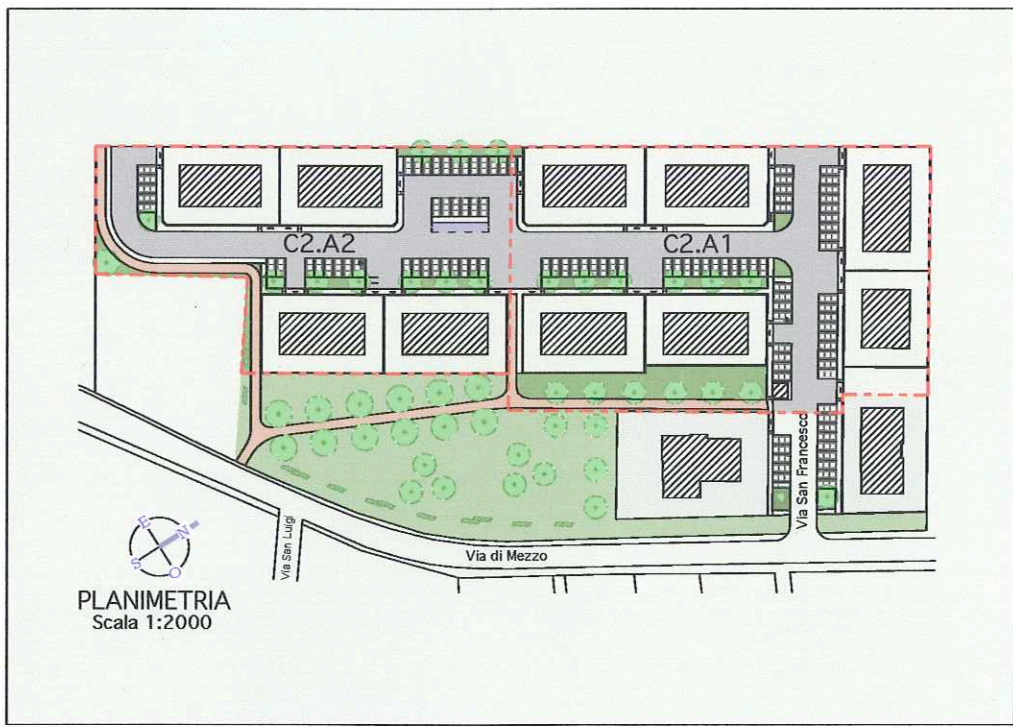 C2.A2
C2.A1
Via San Francesco
Via San Luigi
Via di Mezzo
E
N
S
O
PLANIMETRIA
Scala 1:2000